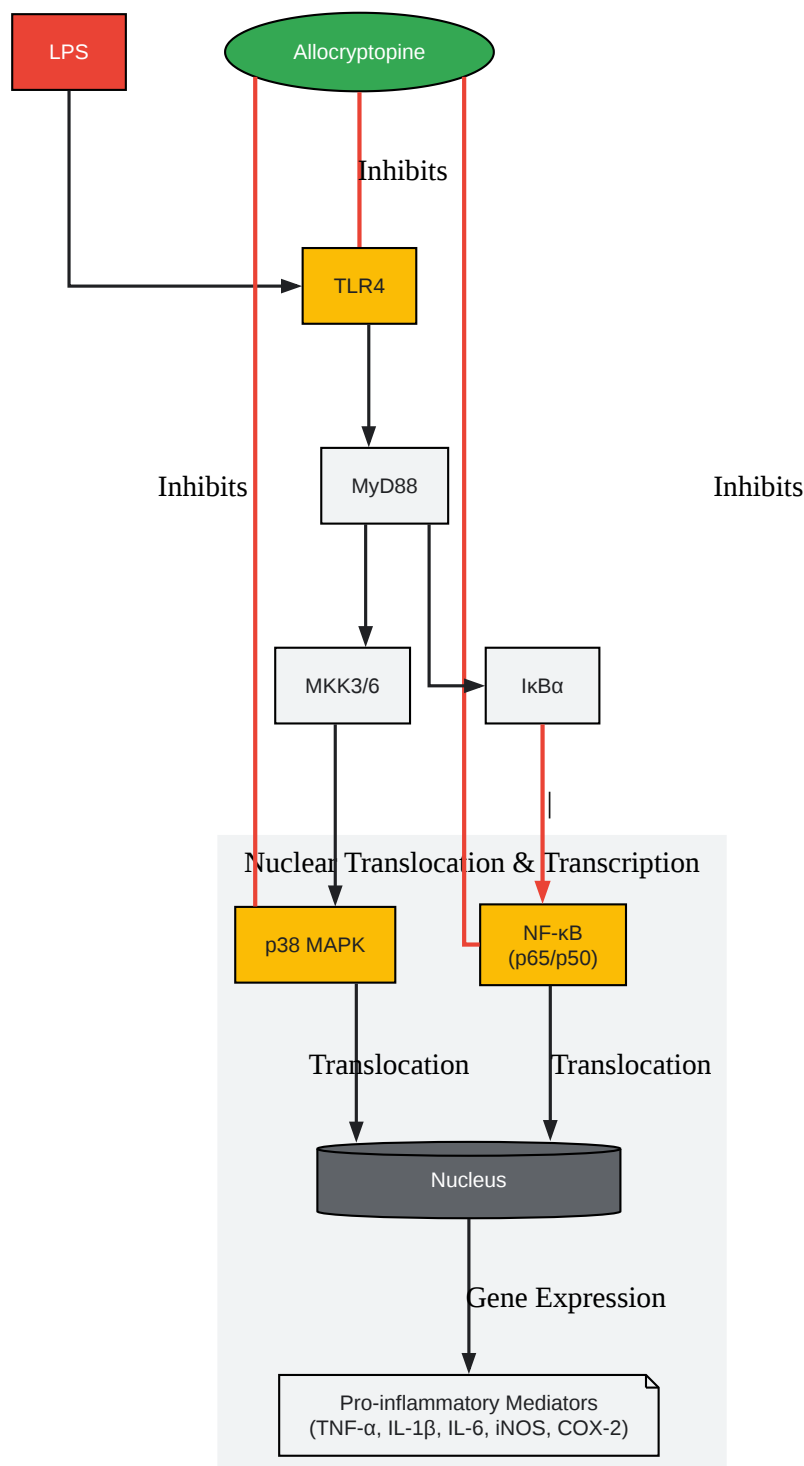 LPS
Allocryptopine
Inhibits
TLR4
Inhibits
MyD88
Inhibits
MKK3/6
IκBα
|
Nuclear Translocation & Transcription
p38 MAPK
NF-κB
(p65/p50)
Translocation
Translocation
Nucleus
Gene Expression
Pro-inflammatory Mediators
(TNF-α, IL-1β, IL-6, iNOS, COX-2)